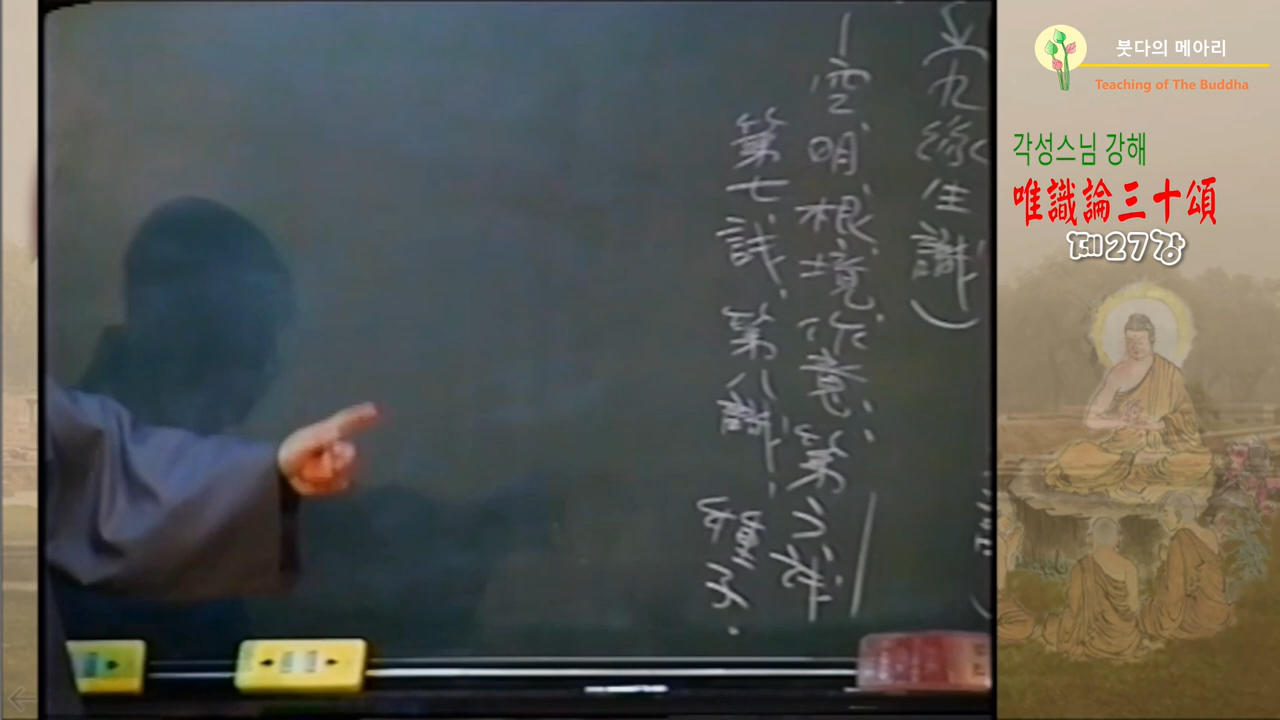 九緣生識)
空、明、根、境、作意、第六識
第七識、第八識、種子.
붓다의 메아리
Teaching of The Buddha
각성스님 강해
唯識論三十頌
제27강